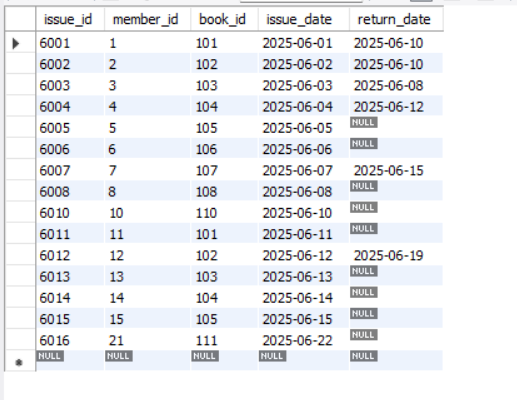 issue_id member_id book_id issue_date return_date
6001 1 101 2025-06-01 2025-06-10
6002 2 102 2025-06-02 2025-06-10
6003 3 103 2025-06-03 2025-06-08
6004 4 104 2025-06-04 2025-06-12
6005 5 105 2025-06-05 NULL
6006 6 106 2025-06-06 NULL
6007 7 107 2025-06-07 2025-06-15
6008 8 108 2025-06-08 NULL
6010 10 110 2025-06-10 NULL
6011 11 101 2025-06-11 NULL
6012 12 102 2025-06-12 2025-06-19
6013 13 103 2025-06-13 NULL
6014 14 104 2025-06-14 NULL
6015 15 105 2025-06-15 NULL
6016 21 111 2025-06-22 NULL
NULL NULL NULL NULL NULL